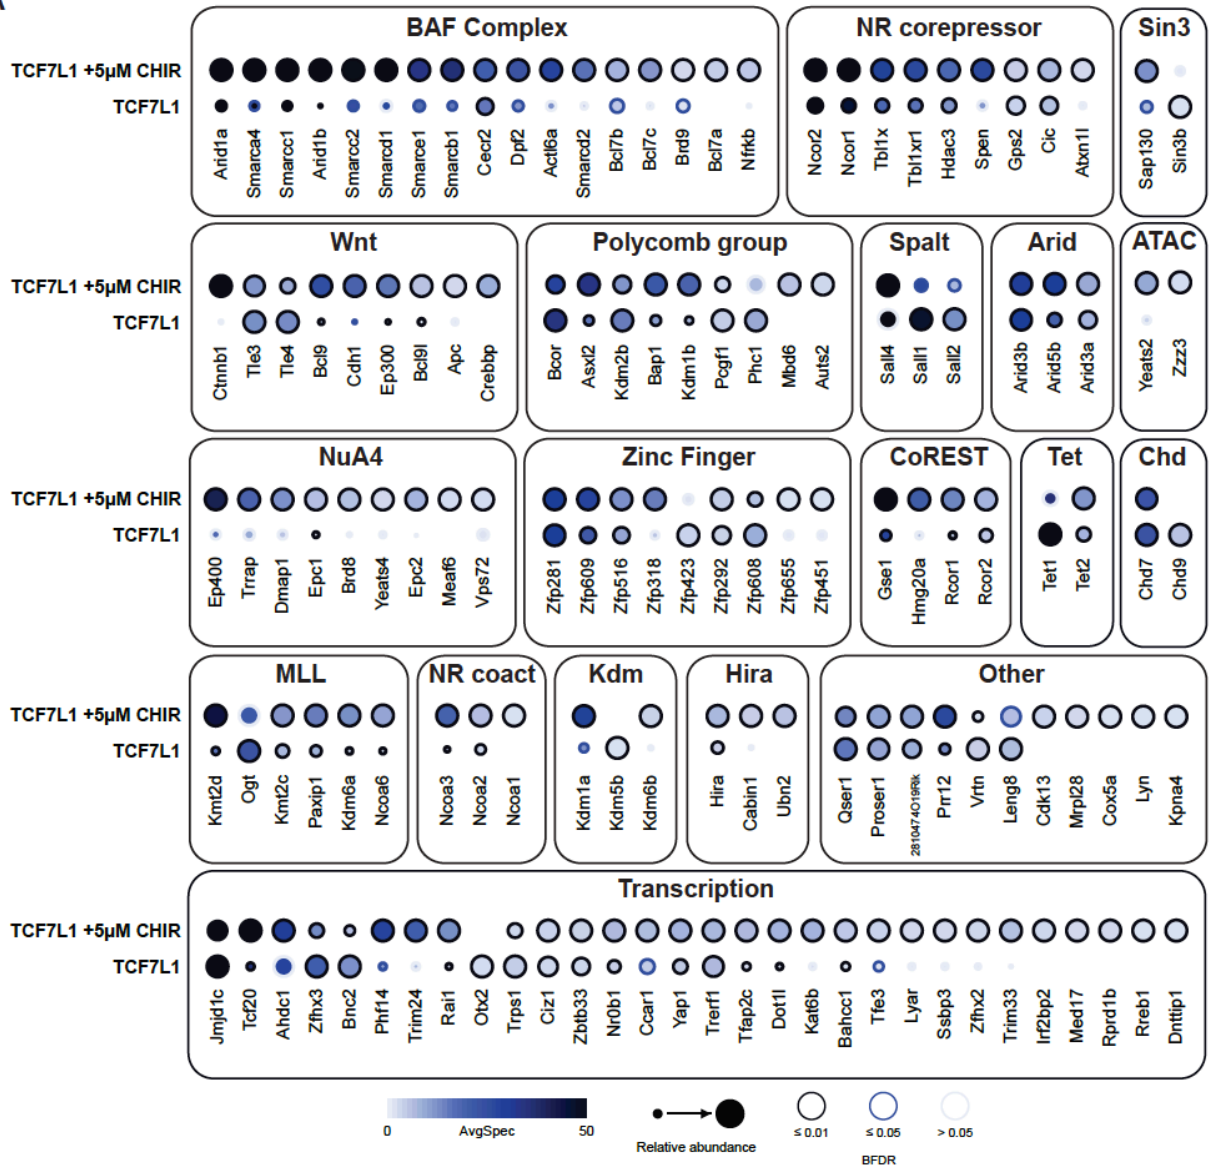 A
BAF Complex NR corepressor Sin3
TCF7L1 +5µM CHIR
TCF7L1
Arid1a Smarca4 Smarcc1 Arid1b Smarcc2 Smarcd1 Smarce1 Smarcb1 Cecr2 Dpf2 Actl6a Smarcd2 Bcl7b Bcl7c Brd9 Bcl7a Nfrkb Ncor2 Ncor1 Tbl1x Tbl1xr1 Hdac3 Spen Gps2 Cic Atxn1l Sap130 Sin3b
Wnt Polycomb group Spalt Arid ATAC
TCF7L1 +5µM CHIR
TCF7L1
Ctnnb1 Tle3 Tle4 Bcl9 Cdh1 Ep300 Bcl9l Apc Crebbp Bcor Asxl2 Kdm2b Bap1 Kdm1b Pcgf1 Phc1 Mbd6 Auts2 Sall4 Sall1 Sall2 Arid3b Arid5b Arid3a Yeats2 Zzz3
NuA4 Zinc Finger CoREST Tet Chd
TCF7L1 +5µM CHIR
TCF7L1
Ep400 Trrap Dmap1 Epc1 Brd8 Yeats4 Epc2 Meaf6 Vps72 Zfp281 Zfp609 Zfp516 Zfp318 Zfp423 Zfp292 Zfp608 Zfp655 Zfp451 Gse1 Hmg20a Rcor1 Rcor2 Tet1 Tet2 Chd7 Chd9
MLL NR coact Kdm Hira Other
TCF7L1 +5µM CHIR
TCF7L1
Kmt2d Ogt Kmt2c Paxip1 Kdm6a Ncoa6 Ncoa3 Ncoa2 Ncoa1 Kdm1a Kdm5b Kdm6b Hira Cabin1 Ubn2 Qser1 Proser1 2810474O19Rik Prr12 Vrtn Leng8 Cdk13 Mrpl28 Cox5a Lyn Kpna4
Transcription
TCF7L1 +5µM CHIR
TCF7L1
Jmjd1c Tcf20 Ahdc1 Zfhx3 Bnc2 Phf14 Trim24 Rai1 Otx2 Trps1 Ciz1 Zbtb33 Nr0b1 Ccar1 Yap1 Trerf1 Tfap2c Dot1l Kat6b Bahcc1 Tfe3 Lyar Ssbp3 Zfhx2 Trim33 Irf2bp2 Med17 Rprd1b Rreb1 Dnttip1
0 AvgSpec 50
Relative abundance
≤ 0.01 ≤ 0.05 > 0.05
BFDR